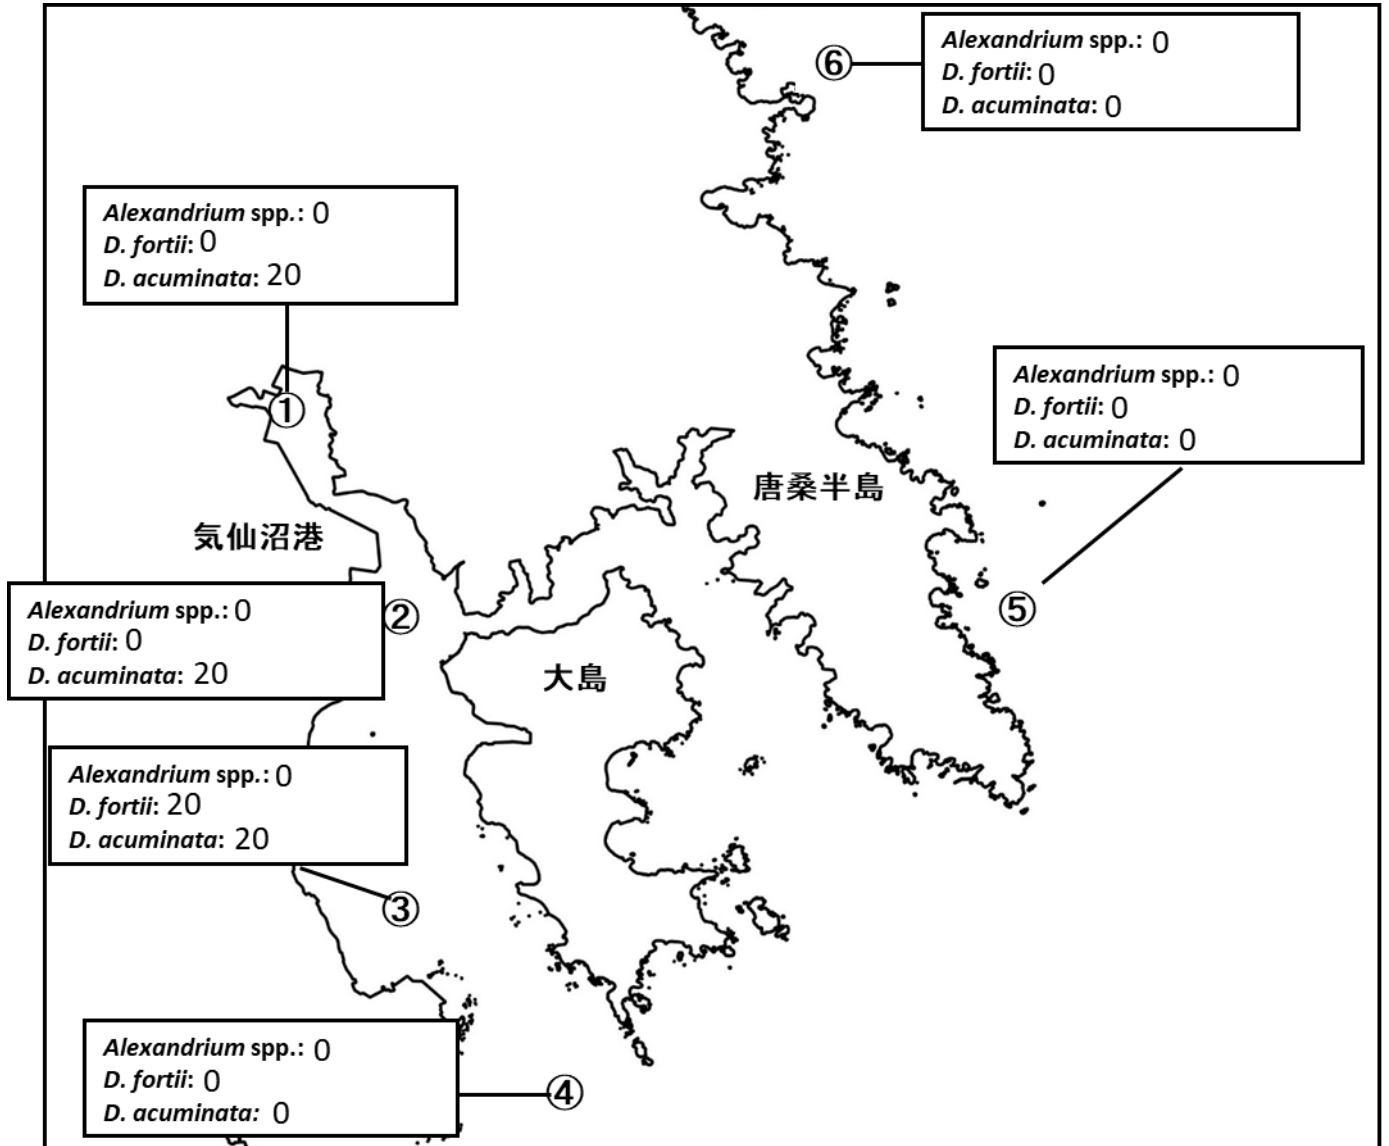 ⑥
Alexandrium spp.: 0
D. fortii: 0
D. acuminata: 0
Alexandrium spp.: 0
D. fortii: 0
D. acuminata: 20
①
Alexandrium spp.: 0
D. fortii: 0
D. acuminata: 0
唐桑半島
気仙沼港
⑤
Alexandrium spp.: 0
D. fortii: 0
D. acuminata: 20
②
大島
Alexandrium spp.: 0
D. fortii: 20
D. acuminata: 20
③
Alexandrium spp.: 0
D. fortii: 0
D. acuminata: 0
④